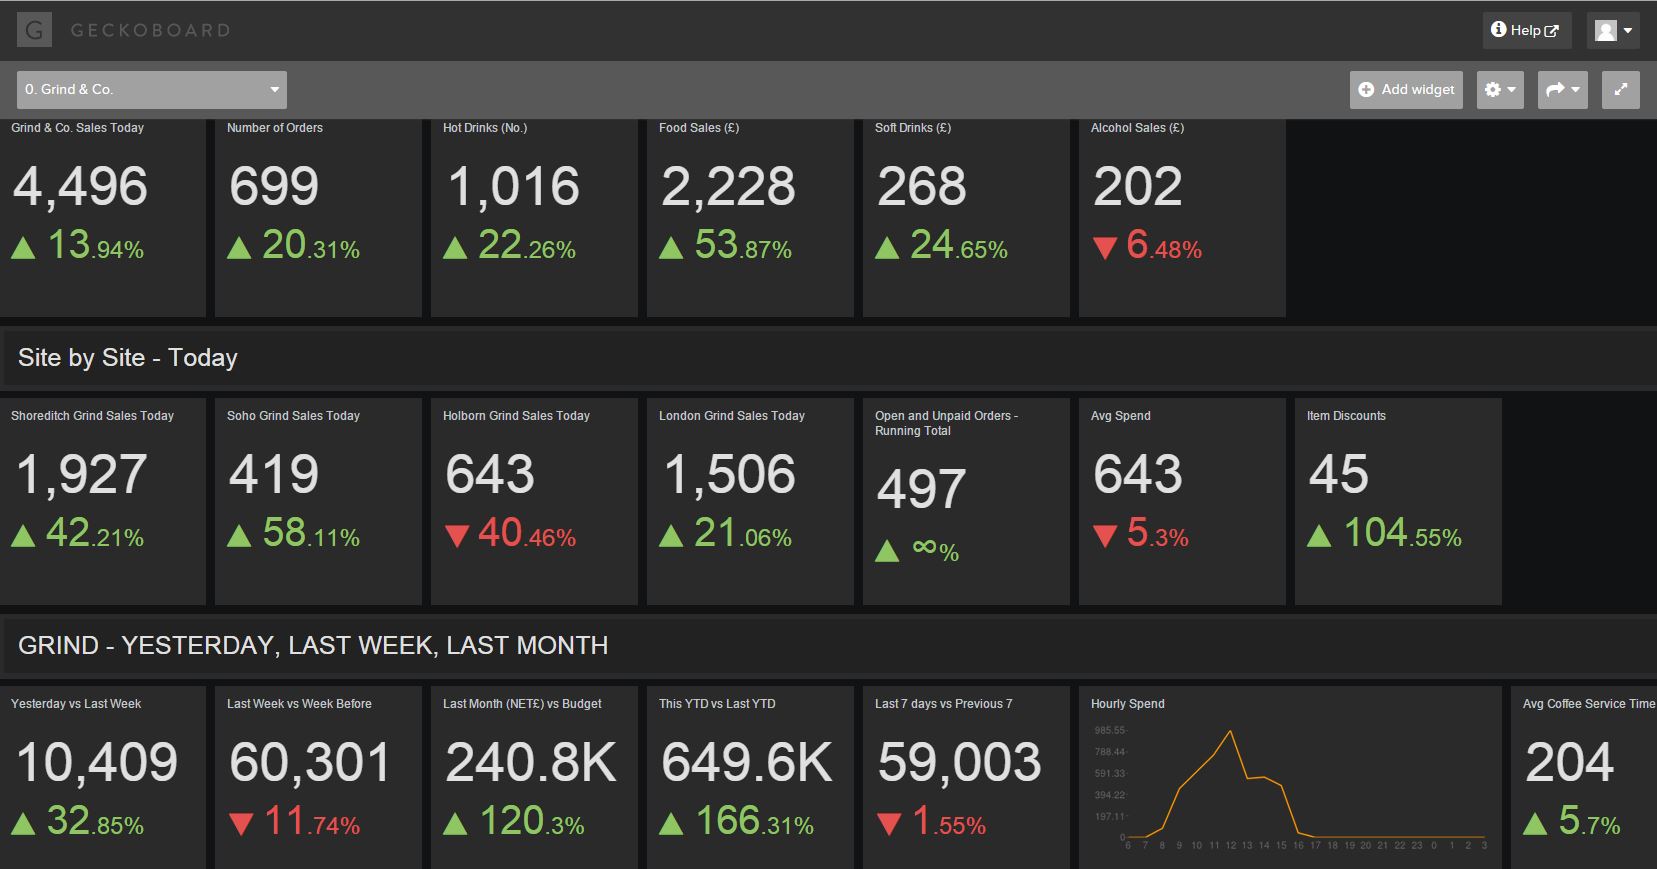 G GECKOBOARD
Help
0. Grind & Co.
Add widget
Grind & Co. Sales Today
4,496
13.94%
Number of Orders
699
20.31%
Hot Drinks (No.)
1,016
22.26%
Food Sales (£)
2,228
53.87%
Soft Drinks (£)
268
24.65%
Alcohol Sales (£)
202
6.48%
Site by Site - Today
Shoreditch Grind Sales Today
1,927
42.21%
Soho Grind Sales Today
419
58.11%
Holborn Grind Sales Today
643
40.46%
London Grind Sales Today
1,506
21.06%
Open and Unpaid Orders -
Running Total
497
∞%
Avg Spend
643
5.3%
Item Discounts
45
104.55%
GRIND - YESTERDAY, LAST WEEK, LAST MONTH
Yesterday vs Last Week
10,409
32.85%
Last Week vs Week Before
60,301
11.74%
Last Month (NET£) vs Budget
240.8K
120.3%
This YTD vs Last YTD
649.6K
166.31%
Last 7 days vs Previous 7
59,003
1.55%
Hourly Spend
985.55
788.44
591.33
394.22
197.11
0
6 7 8 9 10 11 12 13 14 15 16 17 18 19 20 21 22 23 0 1 2 3
Avg Coffee Service Time
204
5.7%